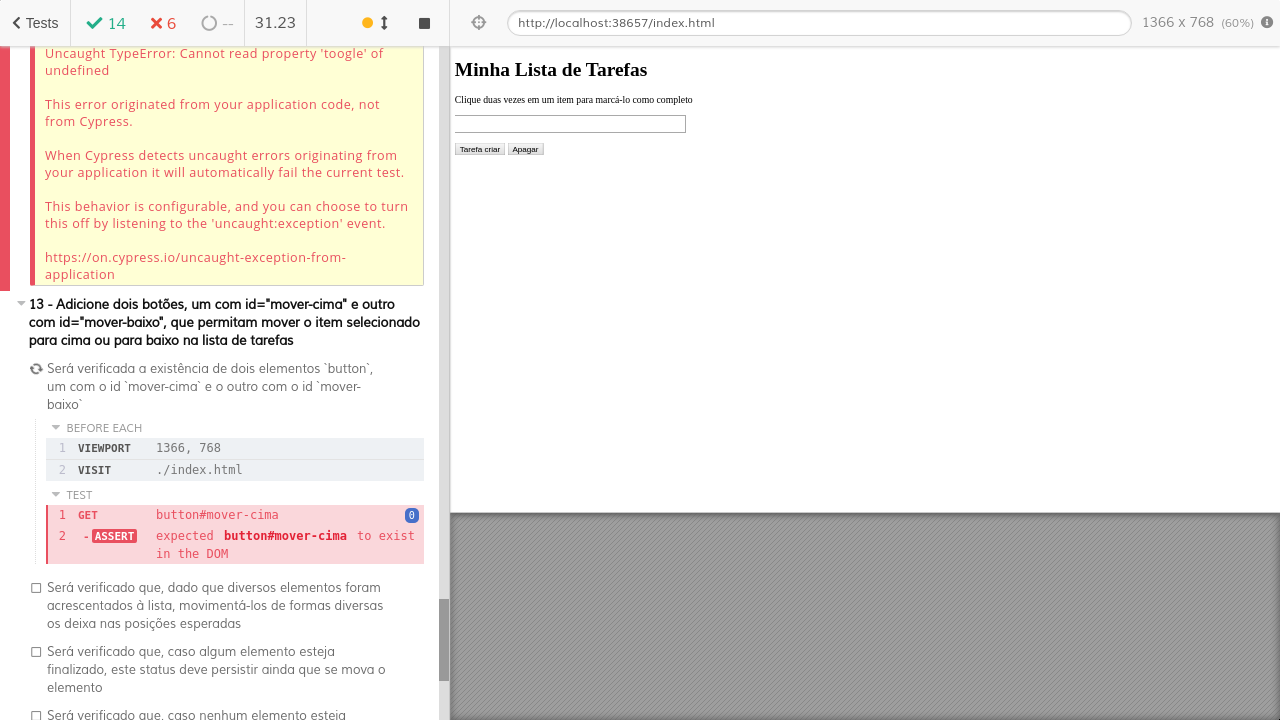 Tests
14
6
--
31.23
http://localhost:38657/index.html
1366 x 768 (60%)
Uncaught TypeError: Cannot read property 'toogle' of
undefined
This error originated from your application code, not
from Cypress.
When Cypress detects uncaught errors originating from
your application it will automatically fail the current test.
This behavior is configurable, and you can choose to turn
this off by listening to the 'uncaught:exception' event.
https://on.cypress.io/uncaught-exception-from-
application
13 - Adicione dois botões, um com id="mover-cima" e outro
com id="mover-baixo", que permitam mover o item selecionado
para cima ou para baixo na lista de tarefas
Será verificada a existência de dois elementos `button`,
um com o id `mover-cima` e o outro com o id `mover-
baixo`
BEFORE EACH
1 VIEWPORT 1366, 768
2 VISIT ./index.html
TEST
1 GET button#mover-cima 0
2 - ASSERT expected button#mover-cima to exist
in the DOM
Será verificado que, dado que diversos elementos foram
acrescentados à lista, movimentá-los de formas diversas
os deixa nas posições esperadas
Será verificado que, caso algum elemento esteja
finalizado, este status deve persistir ainda que se mova o
elemento
Será verificado que, caso nenhum elemento esteja
Minha Lista de Tarefas
Clique duas vezes em um item para marcá-lo como completo
Tarefa criar Apagar